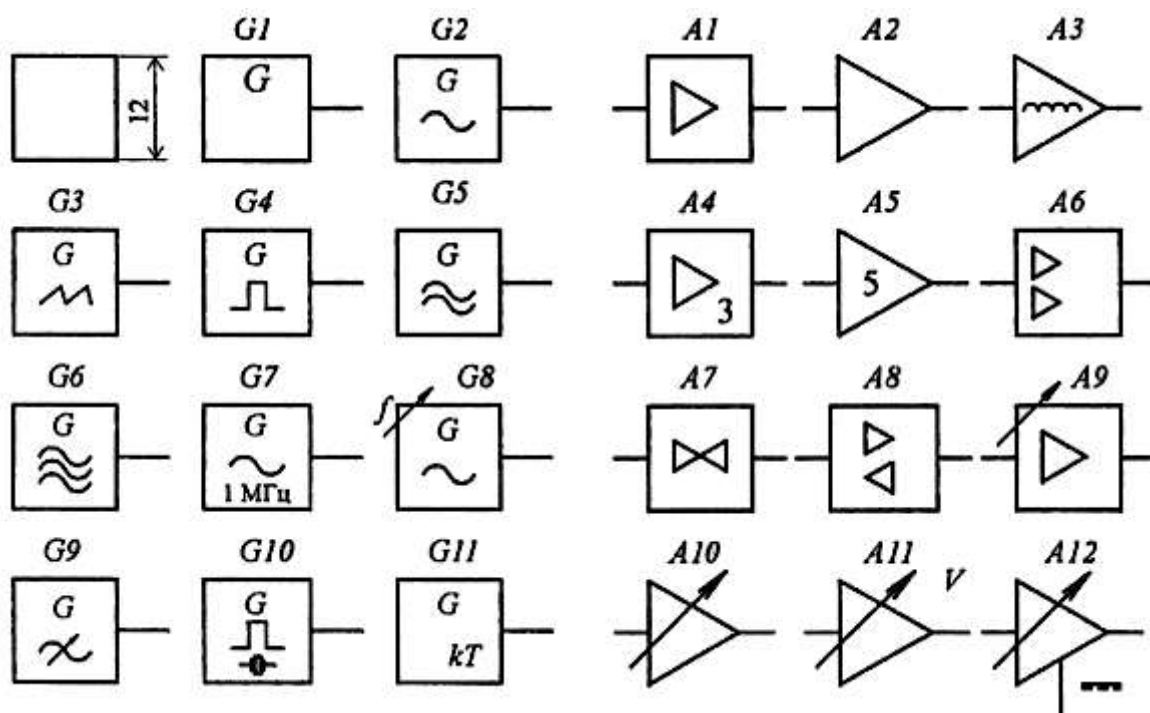 G1 G2 A1 A2 A3
12 G G
G3 G4 G5 A4 A5 A6
G G G 3 5
G6 G7 G8 A7 A8 A9
G G f G
1 МГц
G9 G10 G11 A10 A11 A12
G G G V
kT